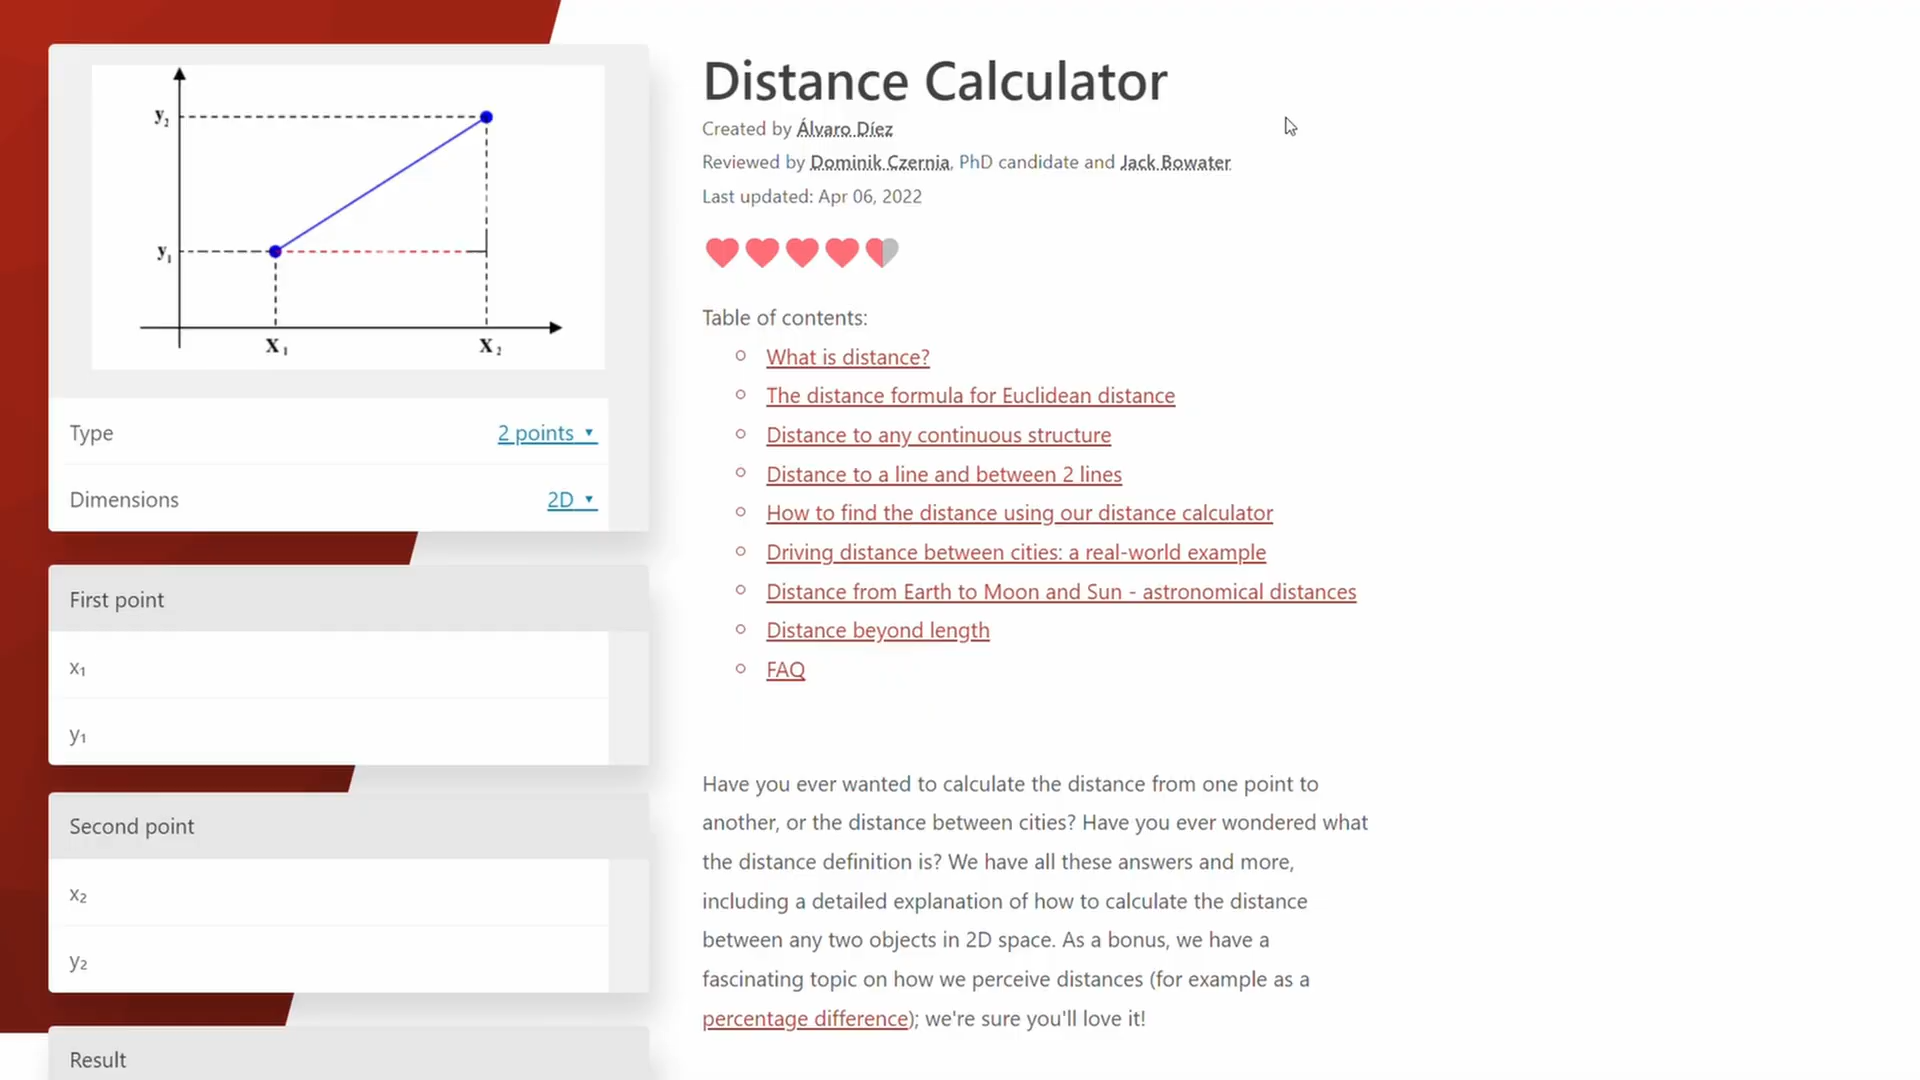 y₂
y₁
X₁
X₂
Type
2 points ▼
Dimensions
2D ▼
First point
x₁
y₁
Second point
x₂
y₂
Result
Distance Calculator
Created by Álvaro Díez
Reviewed by Dominik Czernia, PhD candidate and Jack Bowater
Last updated: Apr 06, 2022
Table of contents:
What is distance?
The distance formula for Euclidean distance
Distance to any continuous structure
Distance to a line and between 2 lines
How to find the distance using our distance calculator
Driving distance between cities: a real-world example
Distance from Earth to Moon and Sun - astronomical distances
Distance beyond length
FAQ
Have you ever wanted to calculate the distance from one point to
another, or the distance between cities? Have you ever wondered what
the distance definition is? We have all these answers and more,
including a detailed explanation of how to calculate the distance
between any two objects in 2D space. As a bonus, we have a
fascinating topic on how we perceive distances (for example as a
percentage difference); we're sure you'll love it!